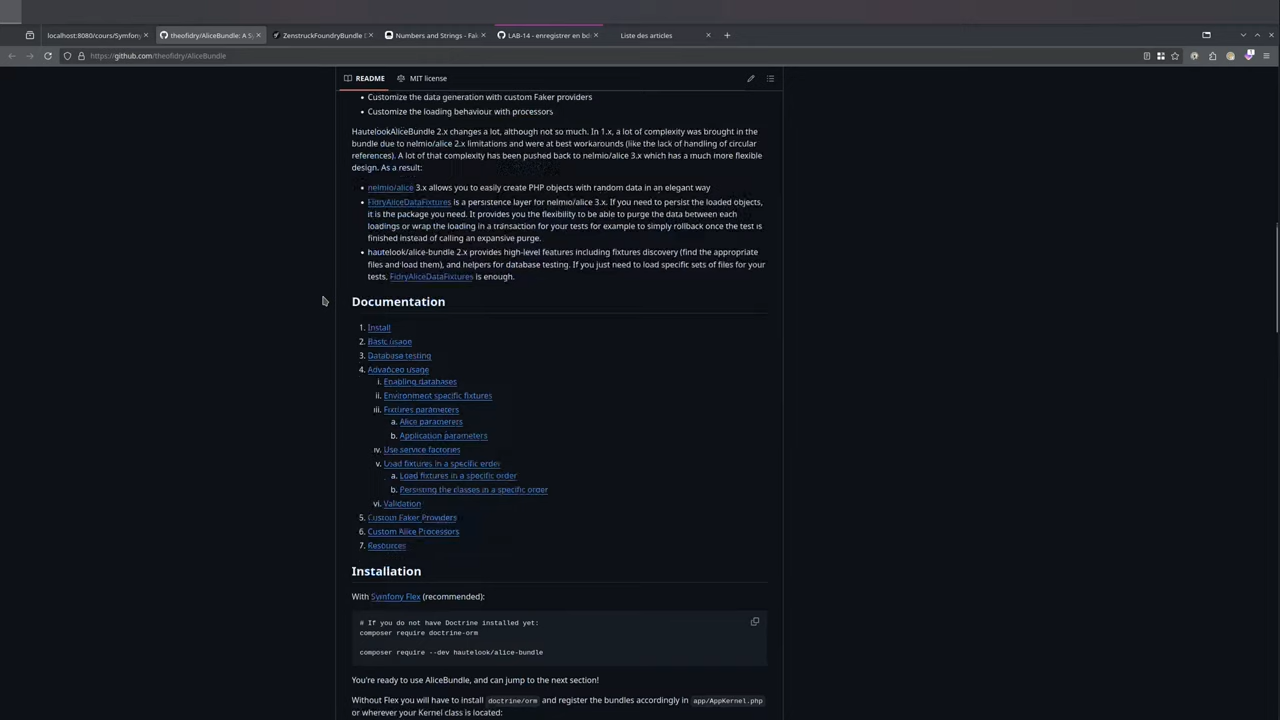 localhost:8080/cours/Symfony
theofidry/AliceBundle: A Sy
ZenstruckFoundryBundle D
Numbers and Strings - Fak
LAB-14 - enregistrer en bd
Liste des articles
https://github.com/theofidry/AliceBundle
README
MIT license
• Customize the data generation with custom Faker providers
• Customize the loading behaviour with processors
HautelookAliceBundle 2.x changes a lot, although not so much. In 1.x, a lot of complexity was brought in the
bundle due to nelmio/alice 2.x limitations and were at best workarounds (like the lack of handling of circular
references). A lot of that complexity has been pushed back to nelmio/alice 3.x which has a much more flexible
design. As a result:
• nelmio/alice 3.x allows you to easily create PHP objects with random data in an elegant way
• FidryAliceDataFixtures is a persistence layer for nelmio/alice 3.x. If you need to persist the loaded objects,
it is the package you need. It provides you the flexibility to be able to purge the data between each
loadings or wrap the loading in a transaction for your tests for example to simply rollback once the test is
finished instead of calling an expansive purge.
• hautelook/alice-bundle 2.x provides high-level features including fixtures discovery (find the appropriate
files and load them), and helpers for database testing. If you just need to load specific sets of files for your
tests, FidryAliceDataFixtures is enough.
Documentation
1. Install
2. Basic usage
3. Database testing
4. Advanced usage
i. Enabling databases
ii. Environment specific fixtures
iii. Fixtures parameters
a. Alice paramerers
b. Application parameters
iv. Use service factories
v. Load fixtures in a specific order
a. Load fixtures in a specific order
b. Persisting the classes in a specific order
vi. Validation
5. Custom Faker Providers
6. Custom Alice Processors
7. Resources
Installation
With Symfony Flex (recommended):
# If you do not have Doctrine installed yet:
composer require doctrine-orm
composer require --dev hautelook/alice-bundle
You're ready to use AliceBundle, and can jump to the next section!
Without Flex you will have to install doctrine/orm and register the bundles accordingly in app/AppKernel.php
or wherever your Kernel class is located: